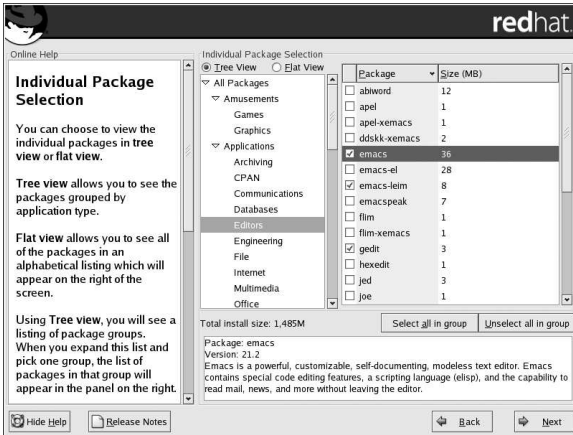 redhat.
Online Help
Individual Package
Selection
You can choose to view the
individual packages in tree
view or flat view.
Tree view allows you to see the
packages grouped by
application type.
Flat view allows you to see all
of the packages in an
alphabetical listing which will
appear on the right of the
screen.
Using Tree view, you will see a
listing of package groups.
When you expand this list and
pick one group, the list of
packages in that group will
appear in the panel on the right.
Individual Package Selection
Tree View Flat View
All Packages
Amusements
Games
Graphics
Applications
Archiving
CPAN
Communications
Databases
Editors
Engineering
File
Internet
Multimedia
Office
Package Size (MB)
abiword 12
apel 1
apel-xemacs 1
ddskk-xemacs 2
emacs 36
emacs-el 28
emacs-leim 8
emacspeak 7
flim 1
flim-xemacs 1
gedit 3
hexedit 1
jed 3
joe 1
Total install size: 1,485M
Select all in group Unselect all in group
Package: emacs
Version: 21.2
Emacs is a powerful, customizable, self-documenting, modeless text editor. Emacs
contains special code editing features, a scripting language (elisp), and the capability to
read mail, news, and more without leaving the editor.
Hide Help Release Notes Back Next